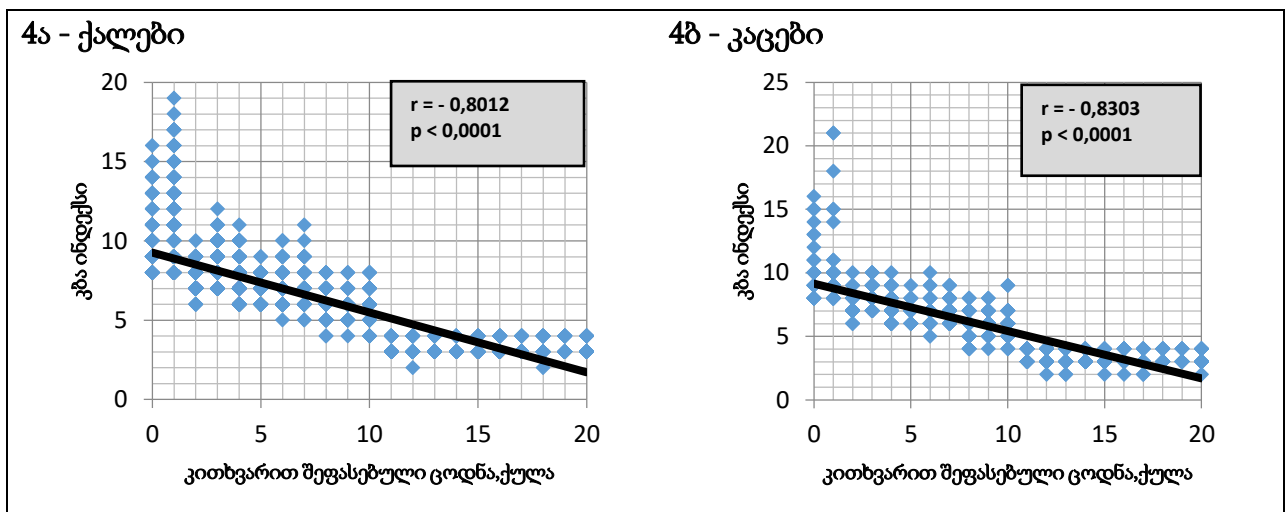 4ა - ქალები
20
15
10
5
0
0 5 10 15 20
r = - 0,8012
p < 0,0001
კბა ინდექსი
კითხვარით შეფასებული ცოდნა,ქულა
4ბ - კაცები
25
20
15
10
5
0
0 5 10 15 20
r = - 0,8303
p < 0,0001
კბა ინდექსი
კითხვარით შეფასებული ცოდნა,ქულა